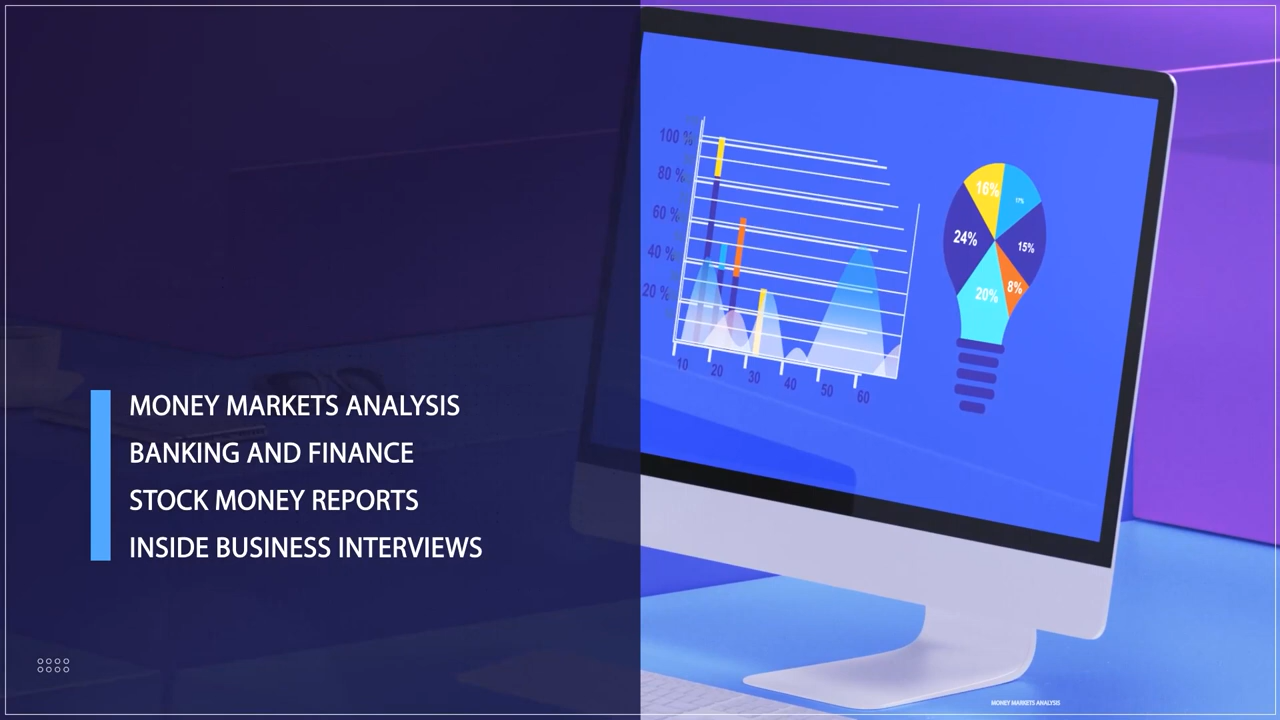 MONEY MARKETS ANALYSIS
BANKING AND FINANCE
STOCK MONEY REPORTS
INSIDE BUSINESS INTERVIEWS
100 %
80 %
60 %
40 %
20 %
10 20 30 40 50 60
16%
17%
24%
15%
20%
8%
MONEY MARKETS ANALYSIS